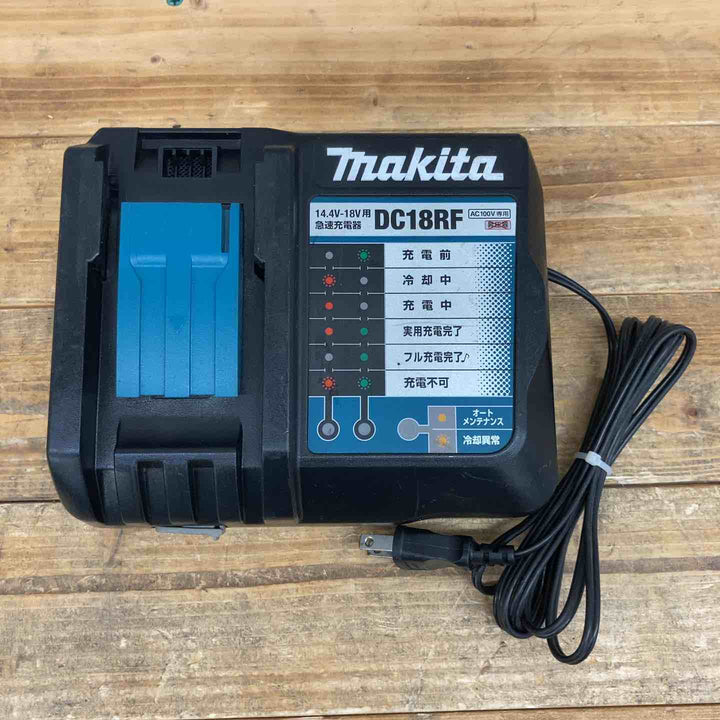 makita
14.4V-18V用
急速充電器
DC18RF
AC100V専用
充電前
冷却中
充電中
実用充電完了
フル充電完了♪
充電不可
オート
メンテナンス
冷却異常